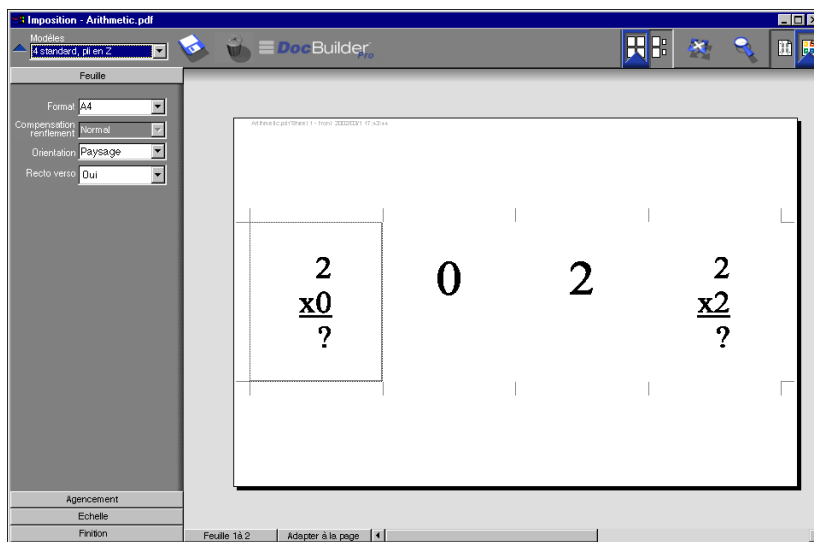 Imposition - Arithmetic.pdf
Modèles
4 standard, pli en Z
DocBuilder Pro
Feuille
Format A4
Compensation renflement Normal
Orientation Paysage
Recto verso Oui
2
x0
?
0
2
2
x2
?
Agencement
Echelle
Finition
Feuille 1à 2
Adapter à la page